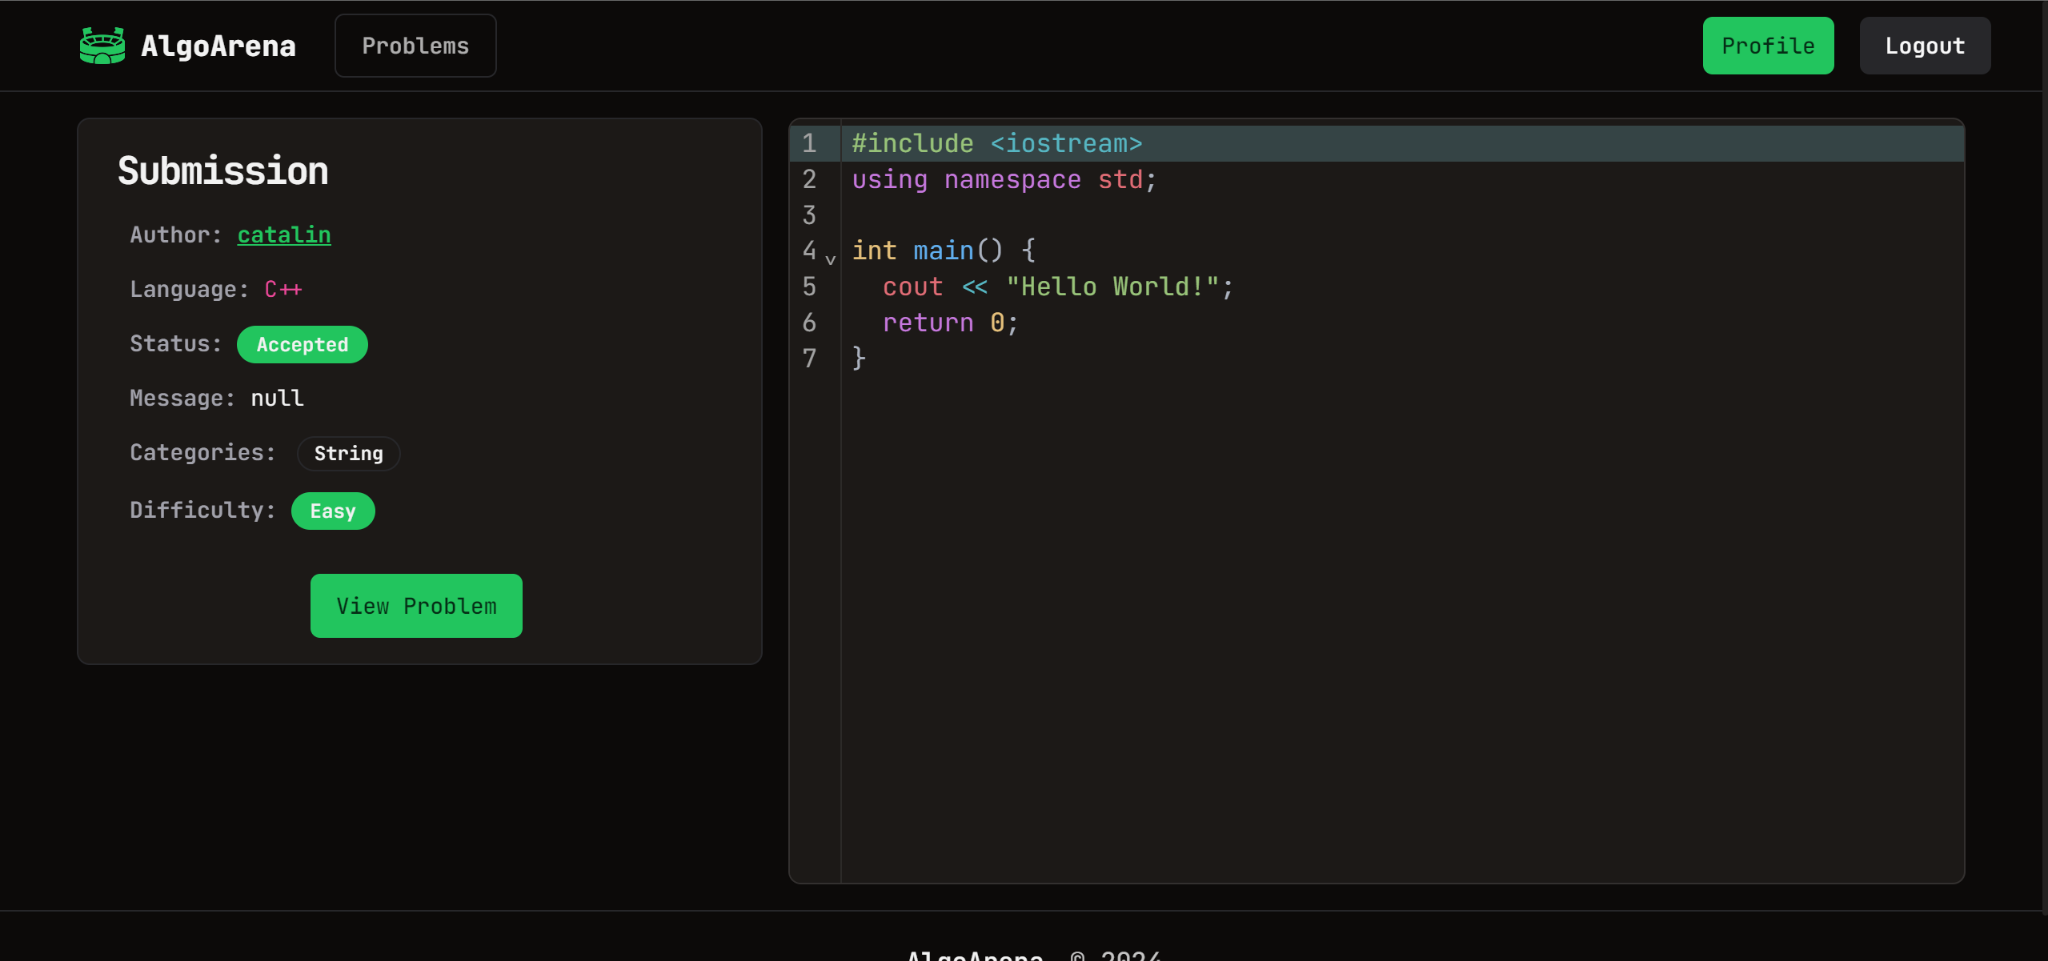 AlgoArena Problems Profile Logout
Submission
Author: catalin
Language: C++
Status: Accepted
Message: null
Categories: String
Difficulty: Easy
View Problem
1 #include <iostream>
2 using namespace std;
3
4 int main() {
5   cout << "Hello World!";
6   return 0;
7 }
AlgoArena © 2024